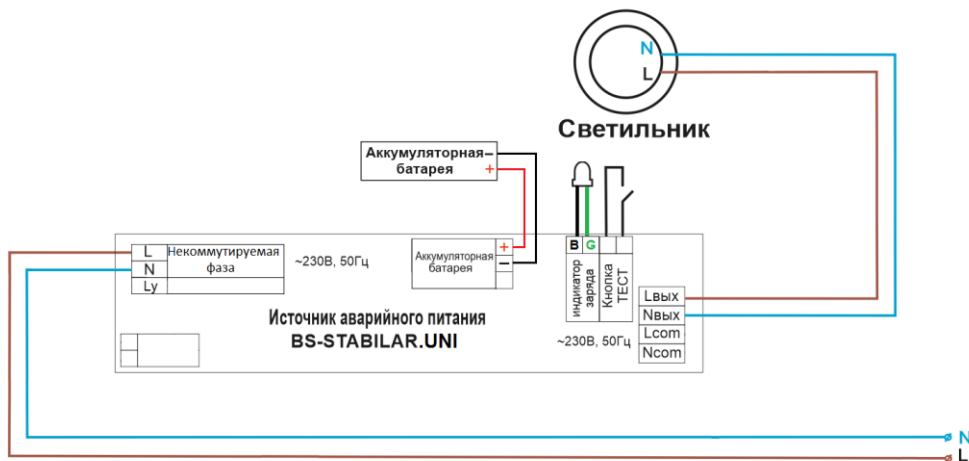 N
L
Светильник
Аккумуляторная –
батарея +
L Некоммутируемая
N фаза
Ly
~230В, 50Гц
Аккумуляторная +
батарея –
B G
индикатор
заряда
Кнопка
ТЕСТ
Lвых
Nвых
Lcom
Ncom
Источник аварийного питания
BS-STABILAR.UNI
~230В, 50Гц
N
L